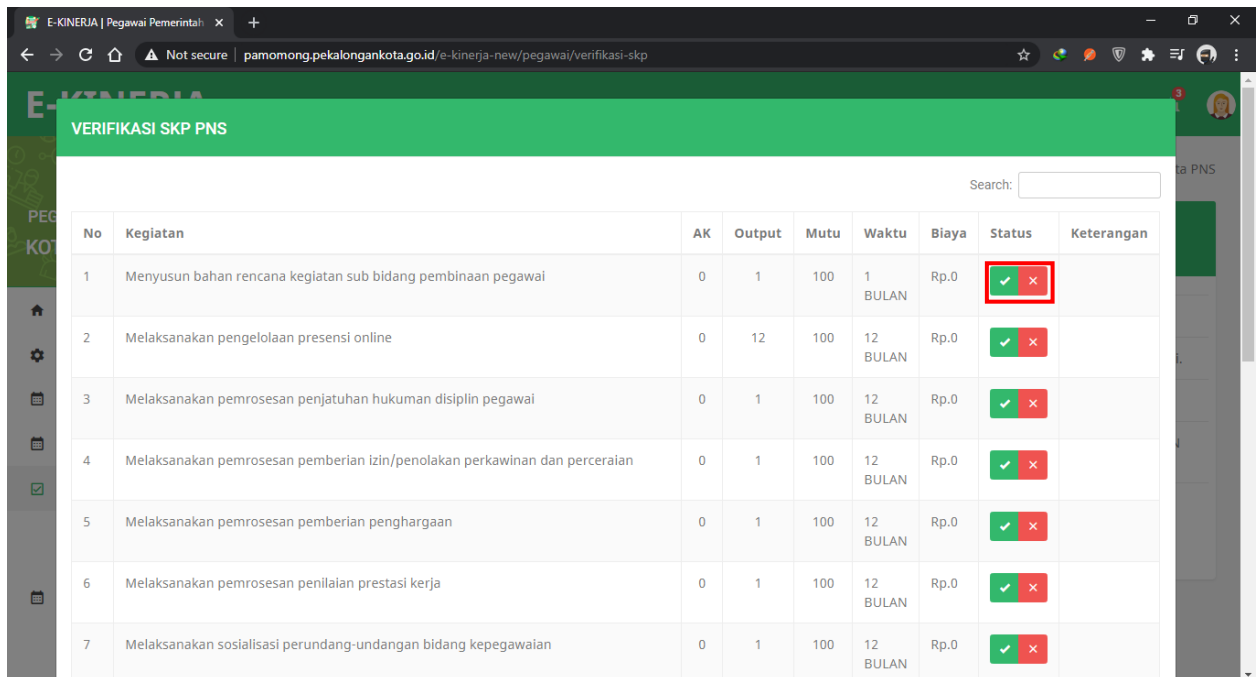 E-KINERJA | Pegawai Pemerintah
Not secure | pamomong.pekalongankota.go.id/e-kinerja-new/pegawai/verifikasi-skp
E-KINERJA
3
VERIFIKASI SKP PNS
ta PNS
Search:
PEG
KOT
No Kegiatan AK Output Mutu Waktu Biaya Status Keterangan
1 Menyusun bahan rencana kegiatan sub bidang pembinaan pegawai 0 1 100 1 BULAN Rp.0
2 Melaksanakan pengelolaan presensi online 0 12 100 12 BULAN Rp.0
3 Melaksanakan pemrosesan penjatuhan hukuman disiplin pegawai 0 1 100 12 BULAN Rp.0
4 Melaksanakan pemrosesan pemberian izin/penolakan perkawinan dan perceraian 0 1 100 12 BULAN Rp.0
5 Melaksanakan pemrosesan pemberian penghargaan 0 1 100 12 BULAN Rp.0
6 Melaksanakan pemrosesan penilaian prestasi kerja 0 1 100 12 BULAN Rp.0
7 Melaksanakan sosialisasi perundang-undangan bidang kepegawaian 0 1 100 12 BULAN Rp.0